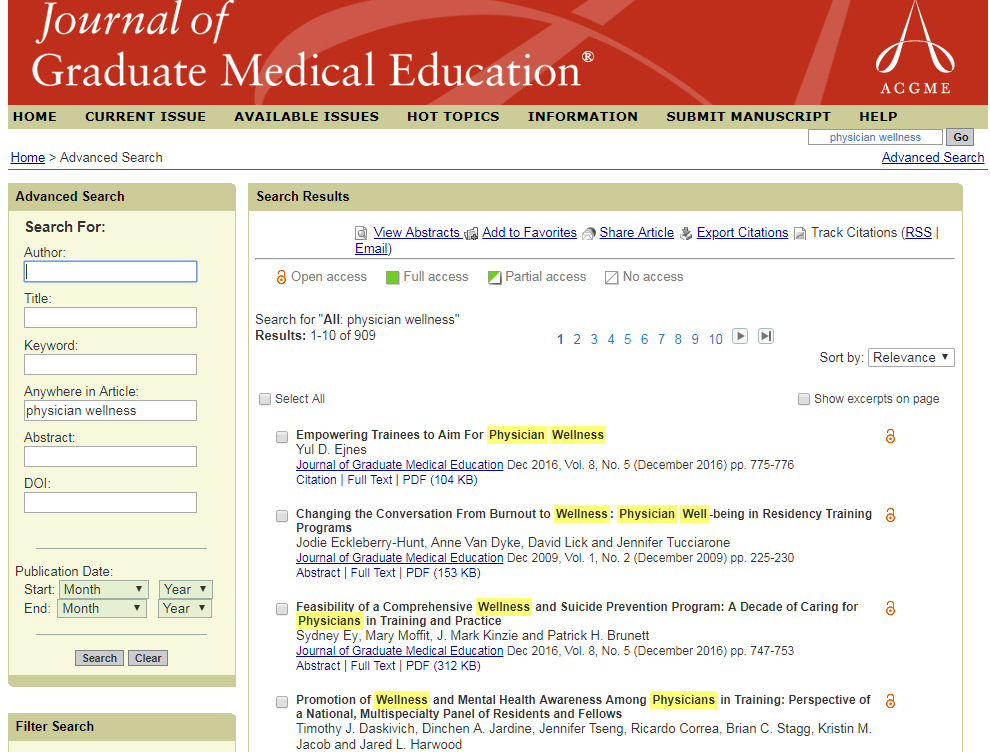 Journal of
Graduate Medical Education®
ACGME
HOME CURRENT ISSUE AVAILABLE ISSUES HOT TOPICS INFORMATION SUBMIT MANUSCRIPT HELP
physician wellness Go
Home > Advanced Search Advanced Search
Advanced Search
Search For:
Author:
Title:
Keyword:
Anywhere in Article:
physician wellness
Abstract:
DOI:
Publication Date:
Start: Month Year
End: Month Year
Search Clear
Filter Search
Search Results
View Abstracts Add to Favorites Share Article Export Citations Track Citations (RSS |
Email)
Open access Full access Partial access No access
Search for "All: physician wellness"
Results: 1-10 of 909
1 2 3 4 5 6 7 8 9 10
Sort by: Relevance
Select All Show excerpts on page
Empowering Trainees to Aim For Physician Wellness
Yul D. Ejnes
Journal of Graduate Medical Education Dec 2016, Vol. 8, No. 5 (December 2016) pp. 775-776
Citation | Full Text | PDF (104 KB)
Changing the Conversation From Burnout to Wellness: Physician Well-being in Residency Training
Programs
Jodie Eckleberry-Hunt, Anne Van Dyke, David Lick and Jennifer Tucciarone
Journal of Graduate Medical Education Dec 2009, Vol. 1, No. 2 (December 2009) pp. 225-230
Abstract | Full Text | PDF (153 KB)
Feasibility of a Comprehensive Wellness and Suicide Prevention Program: A Decade of Caring for
Physicians in Training and Practice
Sydney Ey, Mary Moffit, J. Mark Kinzie and Patrick H. Brunett
Journal of Graduate Medical Education Dec 2016, Vol. 8, No. 5 (December 2016) pp. 747-753
Abstract | Full Text | PDF (312 KB)
Promotion of Wellness and Mental Health Awareness Among Physicians in Training: Perspective of
a National, Multispecialty Panel of Residents and Fellows
Timothy J. Daskivich, Dinchen A. Jardine, Jennifer Tseng, Ricardo Correa, Brian C. Stagg, Kristin M.
Jacob and Jared L. Harwood